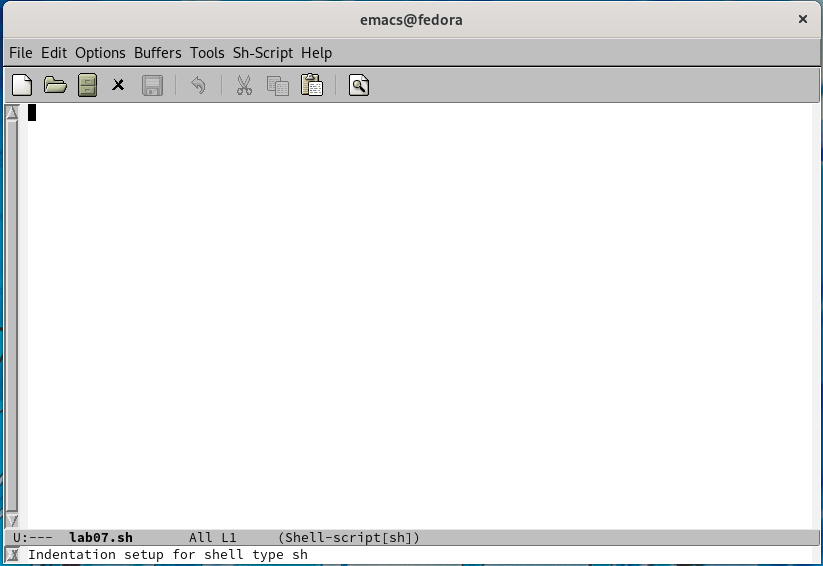 emacs@fedora
File Edit Options Buffers Tools Sh-Script Help
U:--- lab07.sh All L1 (Shell-script[sh])
Indentation setup for shell type sh